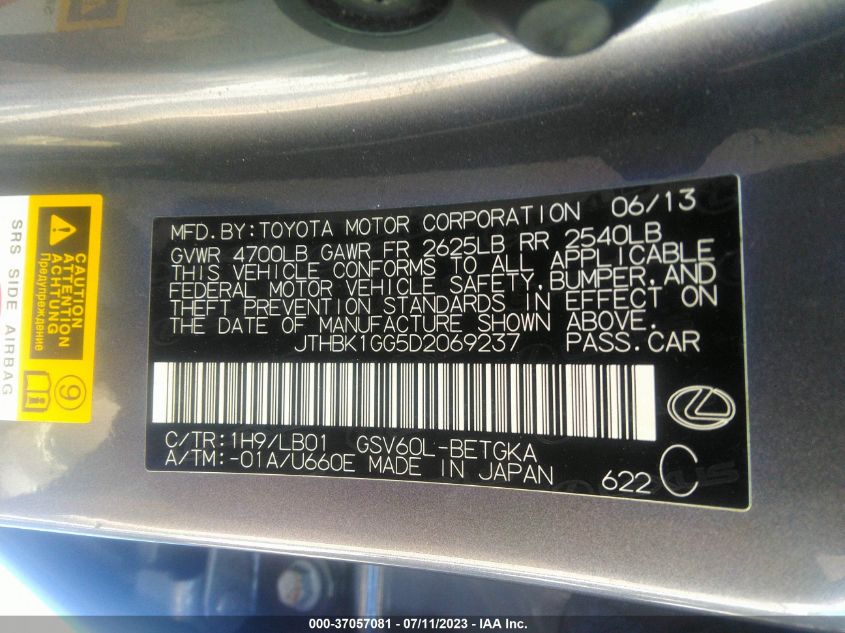 MFD.BY:TOYOTA MOTOR CORPORATION 06/13
GVWR 4700LB GAWR FR 2625LB RR 2540LB
THIS VEHICLE CONFORMS TO ALL APPLICABLE
FEDERAL MOTOR VEHICLE SAFETY,BUMPER,AND
THEFT PREVENTION STANDARDS IN EFFECT ON
THE DATE OF MANUFACTURE SHOWN ABOVE.
JTHBK1GG5D2069237 PASS.CAR
C/TR:1H9/LB01 GSV60L-BETGKA
A/TM:-01A/U660E MADE IN JAPAN
622 C
CAUTION
ATTENTION
ACHTUNG
Предупреждение
9
SRS SIDE AIRBAG
000-37057081 - 07/11/2023 - IAA Inc.